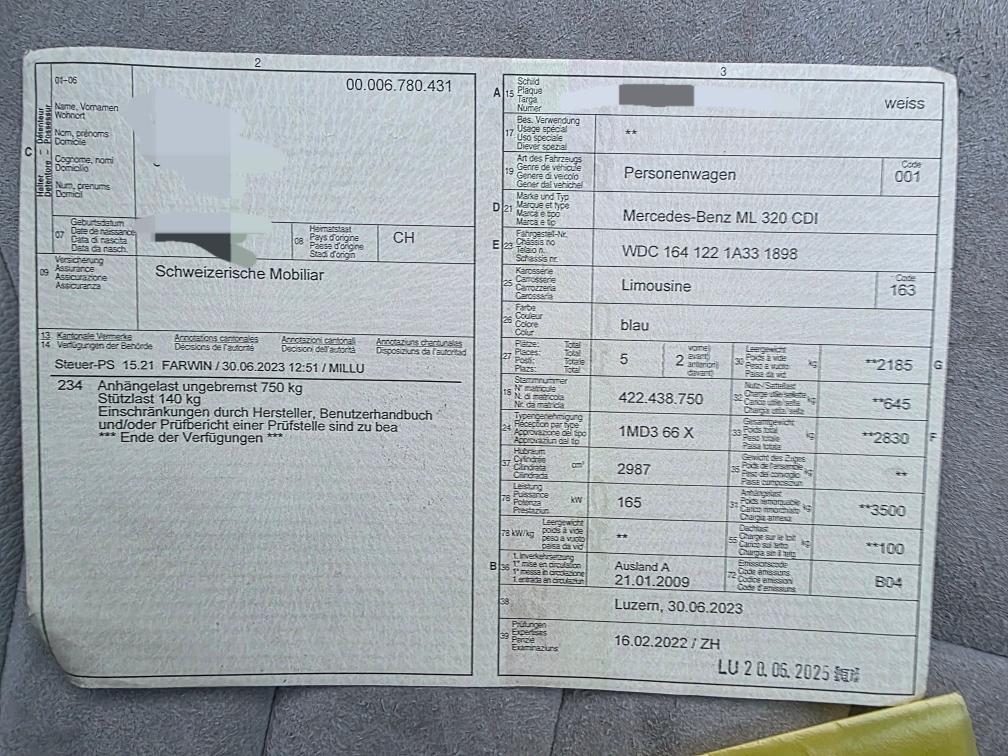 2
01-06
00.006.780.431
C
Halter Détenteur
Detentore Possessur
Name, Vornamen
Wohnort
Nom, prénoms
Domicile
Cognome, nomi
Domicilio
Num, prenums
Domicil
07
Geburtsdatum
Date de naissance
Data di nascita
Data da nasch.
08
Heimatstaat
Pays d'origine
Paese d'origine
Stadi d'origin
CH
09
Versicherung
Assurance
Assicurazione
Assicuranza
Schweizerische Mobiliar
13 Kantonale Vermerke Annotations cantonales Annotazioni cantonali Annotaziuns chantunalas
14 Verfügungen der Behörde Décisions de l'autorité Decisioni dell'autorità Disposiziuns da l'autoritad
Steuer-PS 15.21 FARWIN / 30.06.2023 12:51 / MILLU
234 Anhängelast ungebremst 750 kg
Stützlast 140 kg
Einschränkungen durch Hersteller, Benutzerhandbuch
und/oder Prüfbericht einer Prüfstelle sind zu bea
*** Ende der Verfügungen ***
3
A 15
Schild
Plaque
Targa
Numer
weiss
17
Bes. Verwendung
Usage spécial
Uso speciale
Diever spezial
**
19
Art des Fahrzeugs
Genre de véhicule
Genere di veicolo
Gener dal vehichel
Personenwagen
Code
001
D 21
Marke und Typ
Marque et type
Marca e tipo
Marca e tip
Mercedes-Benz ML 320 CDI
E 23
Fahrgestell-Nr.
Châssis no
Telaio n.
Schassis nr.
WDC 164 122 1A33 1898
25
Karosserie
Carrosserie
Carrozzeria
Carossaria
Limousine
Code
163
26
Farbe
Couleur
Colore
Colur
blau
27
Plätze: Total
Places: Total
Posti: Totale
Plazs: Total
5
2
vorne)
avant)
anteriori)
davant)
30
Leergewicht
Poids à vide
Peso a vuoto
Paisa da vid
kg
**2185
G
18
Stammnummer
N° matricule
N. di matricola
Nr. da matricla
422.438.750
32
Nutz-/Sattellast
Charge utile/sellette
Carico utile/sella
Chargia utila/sella
kg
**645
24
Typengenehmigung
Réception par type
Approvazione del tipo
Approvaziun dal tip
1MD3 66 X
33
Gesamtgewicht
Poids total
Peso totale
Paisa totala
kg
**2830
F
37
Hubraum
Cylindrée
Cilindrata
Cilindrada
cm³
2987
35
Gewicht des Zuges
Poids de l'ensemble
Peso del convoglio
Paisa cumposiziun
kg
**
76
Leistung
Puissance
Potenza
Prestaziun
kW
165
31
Anhängelast
Poids remorquable
Carico rimorchiato
Chargia annexa
kg
**3500
78 kW/kg
Leergewicht
poids à vide
peso a vuoto
paisa da vid
**
55
Dachlast
Charge sur le toit
Carico sul tetto
Chargia sin il tetg
kg
**100
B 36
1. Inverkehrsetzung
1re mise en circulation
1a messa in circolazione
1. entrada en circulaziun
Ausland A
21.01.2009
72
Emissionscode
Code émissions
Codice emissioni
Code d'emissiuns
B04
38
Luzern, 30.06.2023
39
Prüfungen
Expertises
Perizie
Examinaziuns
16.02.2022 / ZH
LU 20.06.2025